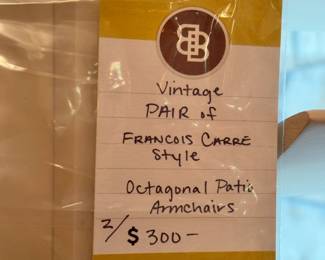 BB
Vintage
PAIR of
FRANCOIS CARRE
Style
Octagonal Patio
Armchairs
2/$300-